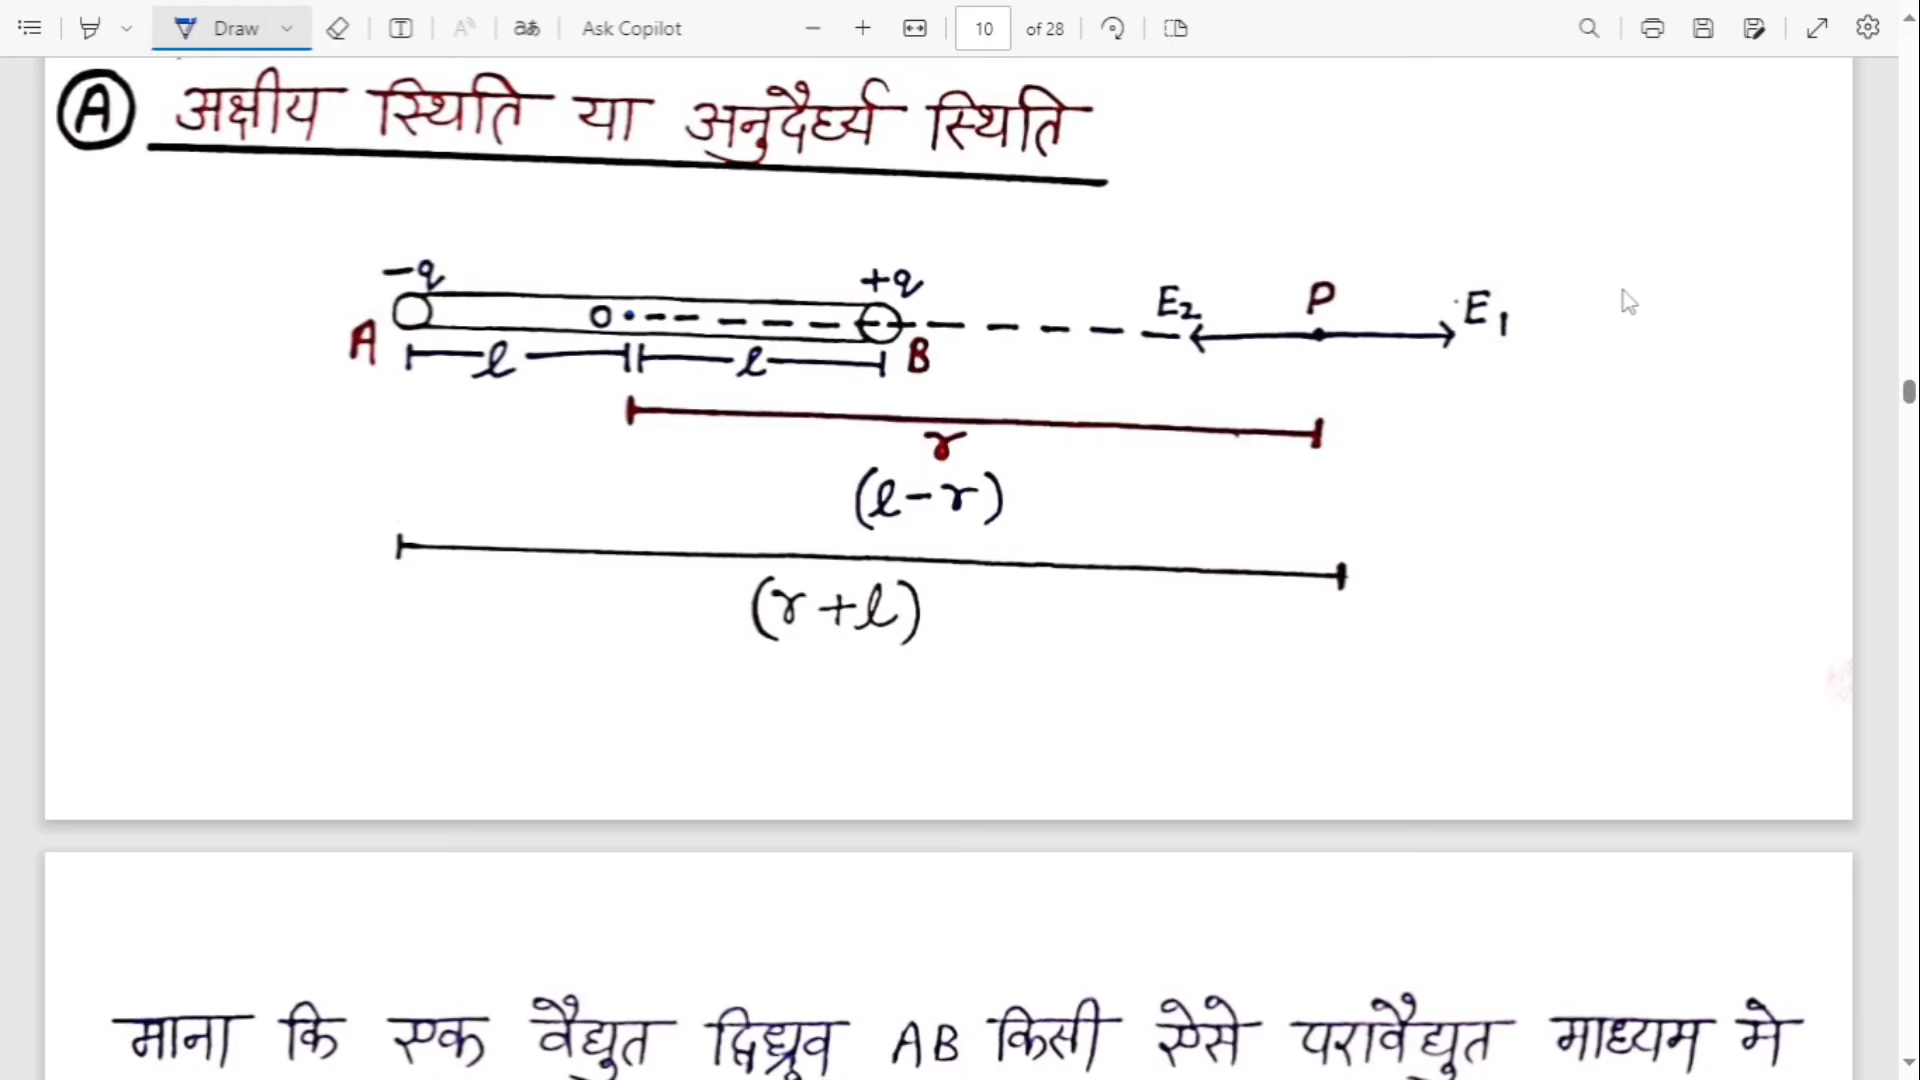 Draw Ask Copilot 10 of 28
A अक्षीय स्थिति या अनुदैर्घ्य स्थिति
-q +q E2 P E1
A O B
l l
r
(l-r)
(r+l)
माना कि एक वैद्युत द्विध्रुव AB किसी ऐसे परावैद्युत माध्यम मे